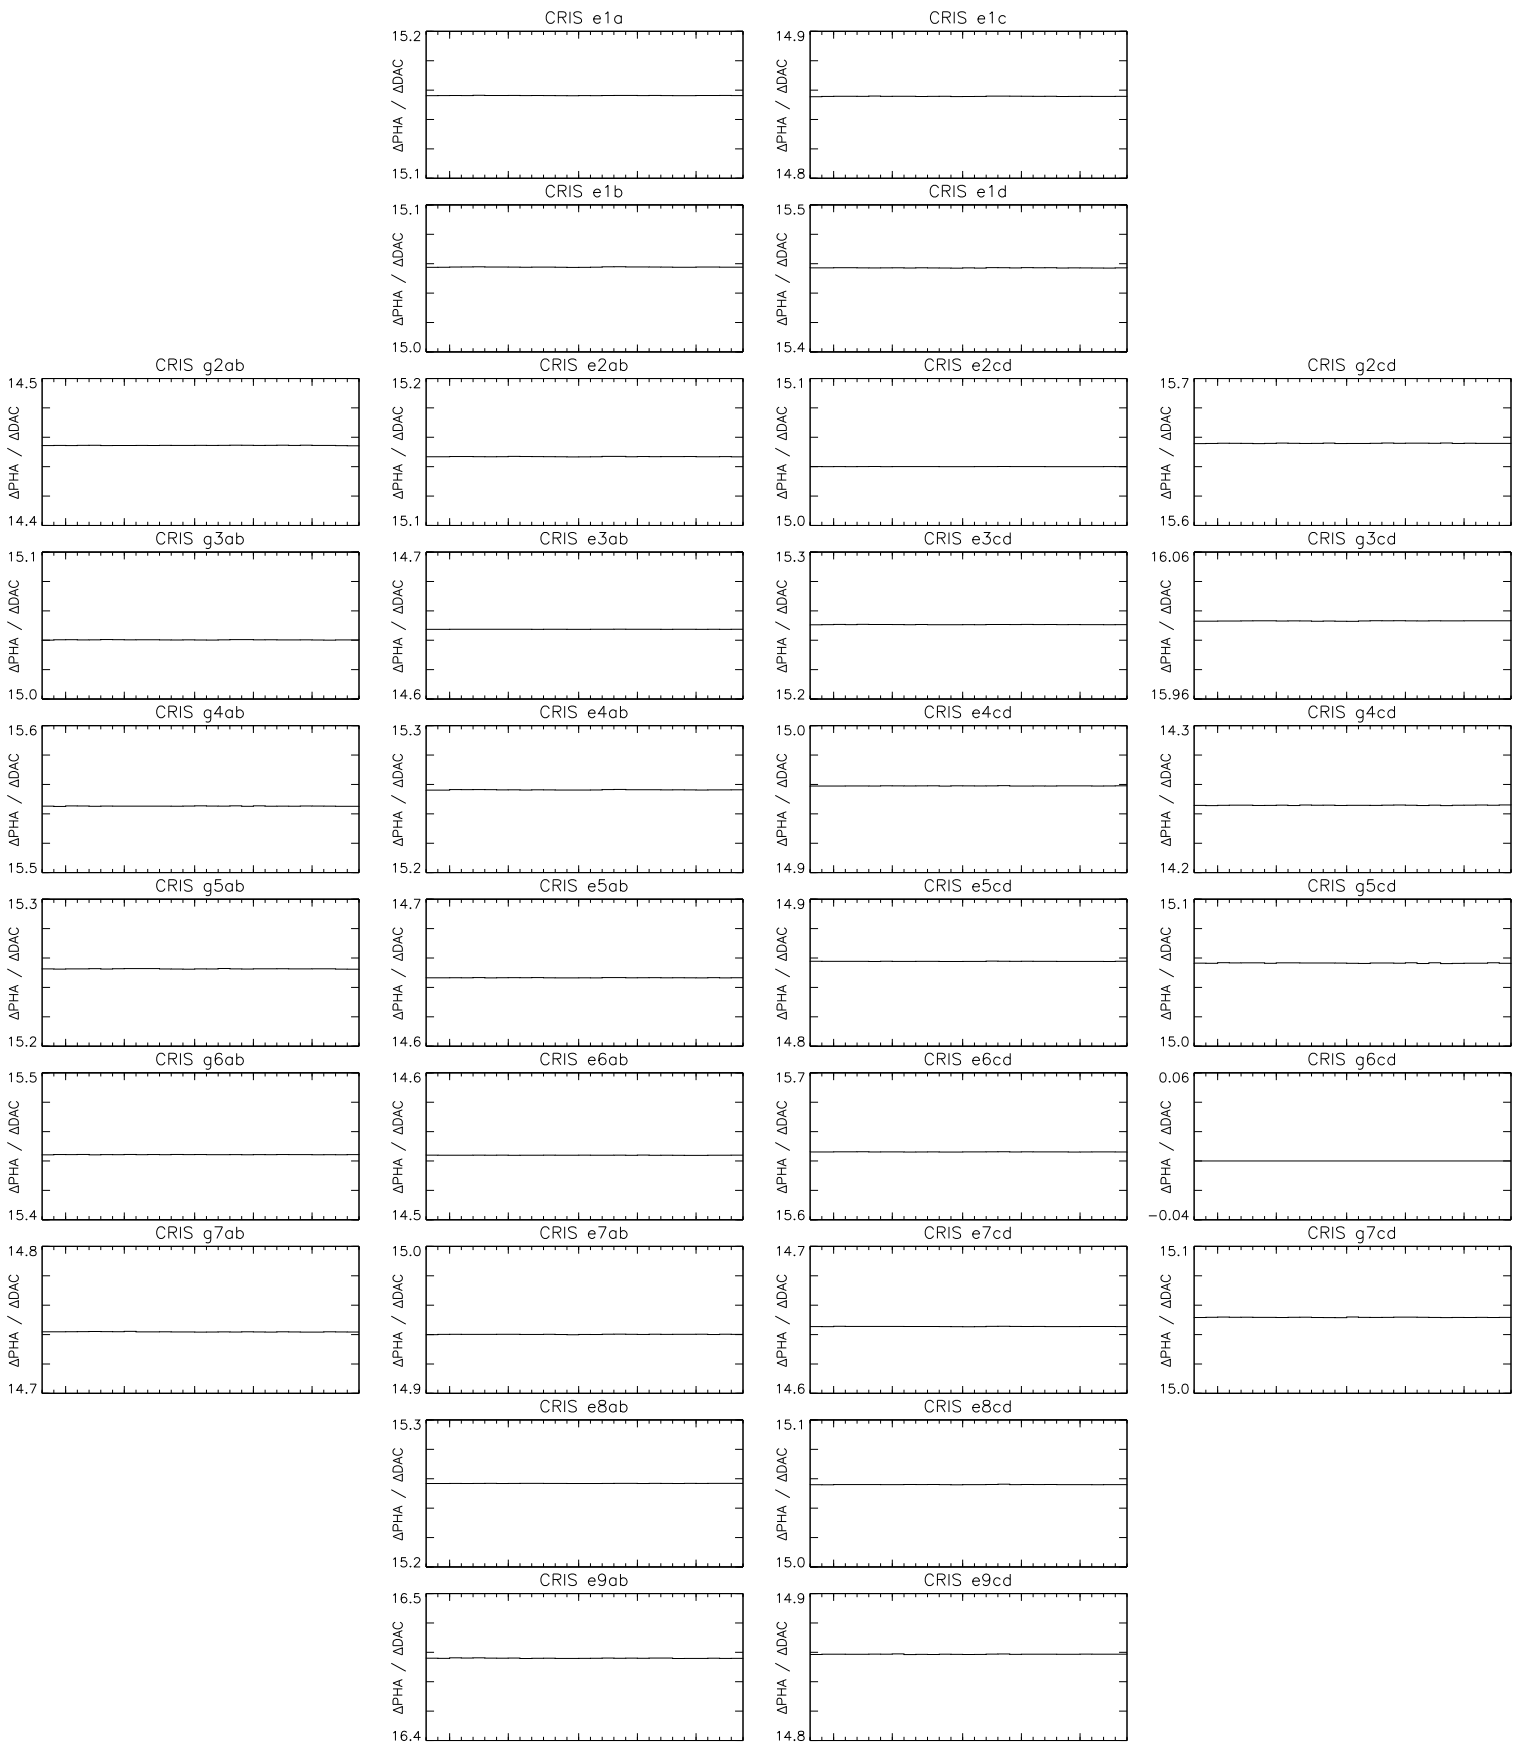 CRIS e1a
15.2
ΔPHA / ΔDAC
15.1
CRIS e1c
14.9
ΔPHA / ΔDAC
14.8
CRIS e1b
15.1
ΔPHA / ΔDAC
15.0
CRIS e1d
15.5
ΔPHA / ΔDAC
15.4
CRIS g2ab
14.5
ΔPHA / ΔDAC
14.4
CRIS e2ab
15.2
ΔPHA / ΔDAC
15.1
CRIS e2cd
15.1
ΔPHA / ΔDAC
15.0
CRIS g2cd
15.7
ΔPHA / ΔDAC
15.6
CRIS g3ab
15.1
ΔPHA / ΔDAC
15.0
CRIS e3ab
14.7
ΔPHA / ΔDAC
14.6
CRIS e3cd
15.3
ΔPHA / ΔDAC
15.2
CRIS g3cd
16.06
ΔPHA / ΔDAC
15.96
CRIS g4ab
15.6
ΔPHA / ΔDAC
15.5
CRIS e4ab
15.3
ΔPHA / ΔDAC
15.2
CRIS e4cd
15.0
ΔPHA / ΔDAC
14.9
CRIS g4cd
14.3
ΔPHA / ΔDAC
14.2
CRIS g5ab
15.3
ΔPHA / ΔDAC
15.2
CRIS e5ab
14.7
ΔPHA / ΔDAC
14.6
CRIS e5cd
14.9
ΔPHA / ΔDAC
14.8
CRIS g5cd
15.1
ΔPHA / ΔDAC
15.0
CRIS g6ab
15.5
ΔPHA / ΔDAC
15.4
CRIS e6ab
14.6
ΔPHA / ΔDAC
14.5
CRIS e6cd
15.7
ΔPHA / ΔDAC
15.6
CRIS g6cd
0.06
ΔPHA / ΔDAC
−0.04
CRIS g7ab
14.8
ΔPHA / ΔDAC
14.7
CRIS e7ab
15.0
ΔPHA / ΔDAC
14.9
CRIS e7cd
14.7
ΔPHA / ΔDAC
14.6
CRIS g7cd
15.1
ΔPHA / ΔDAC
15.0
CRIS e8ab
15.3
ΔPHA / ΔDAC
15.2
CRIS e8cd
15.1
ΔPHA / ΔDAC
15.0
CRIS e9ab
16.5
ΔPHA / ΔDAC
16.4
CRIS e9cd
14.9
ΔPHA / ΔDAC
14.8